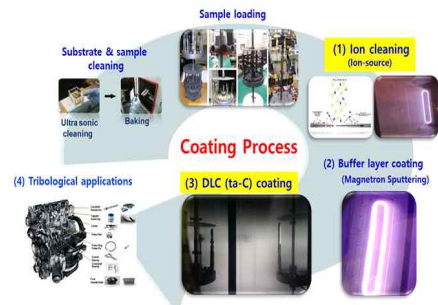 Sample loading
Substrate & sample
cleaning
Ultra sonic
cleaning
Baking
(1) Ion cleaning
(Ion-source)
Coating Process
(2) Buffer layer coating
(Magnetron Sputtering)
(3) DLC (ta-C) coating
(4) Tribological applications